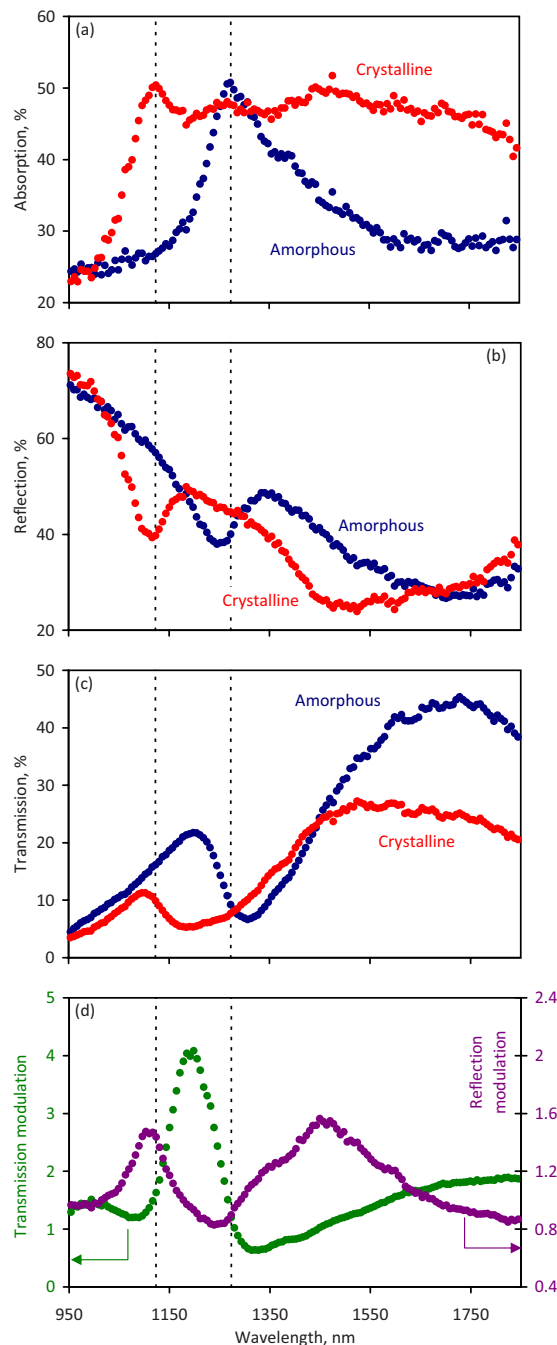 (a)
60
50
40
30
20
Absorption, %
Crystalline
Amorphous
(b)
80
60
40
20
Reflection, %
Amorphous
Crystalline
(c)
50
40
30
20
10
0
Transmission, %
Amorphous
Crystalline
(d)
5
4
3
2
1
0
Transmission modulation
2.4
2
1.6
1.2
0.8
0.4
Reflection
modulation
950 1150 1350 1550 1750
Wavelength, nm